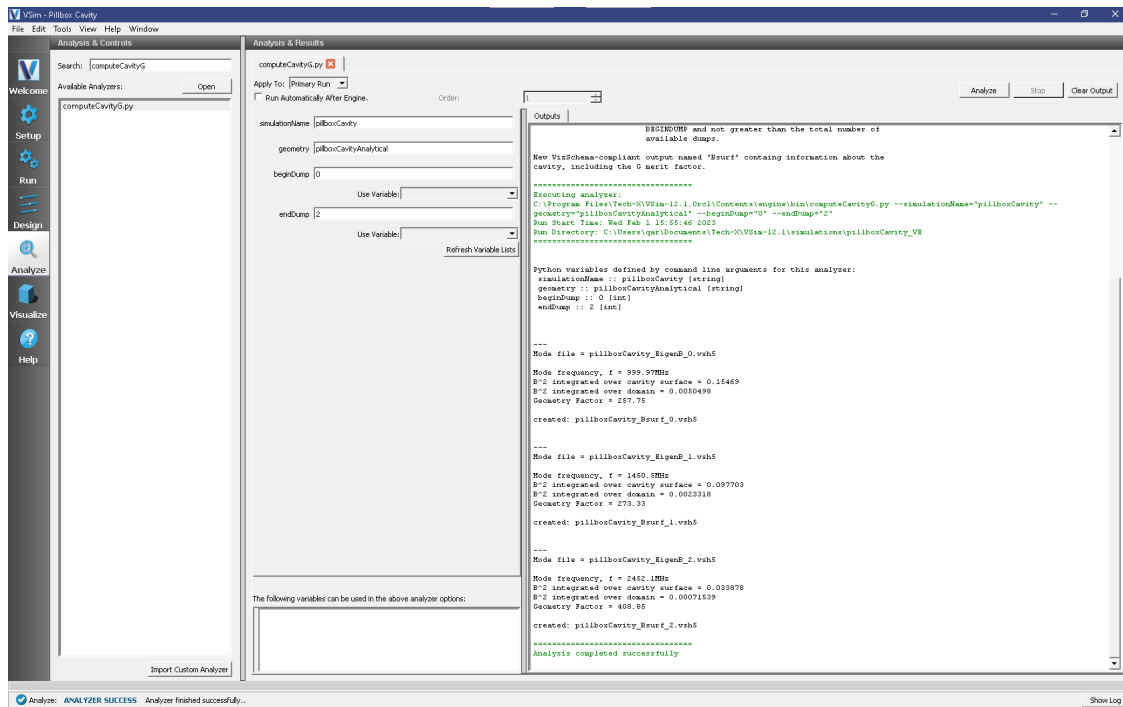 VSim - Pillbox Cavity
File Edit Tools View Help Window
Analysis & Controls
Analysis & Results
Welcome
Setup
Run
Design
Analyze
Visualize
Help
Search: computeCavityG
Available Analyzers:
Open
computeCavityG.py
Import Custom Analyzer
computeCavityG.py
Apply To: Primary Run
Run Automatically After Engine.
Order: 1
Analyze
Stop
Clear Output
simulationName pillboxCavity
geometry pillboxCavityAnalytical
beginDump 0
Use Variable:
endDump 2
Use Variable:
Refresh Variable Lists
The following variables can be used in the above analyzer options:
Outputs
BEGINDUMP and not greater than the total number of
available dumps.
New VizSchema-compliant output named "Bsurf" containg information about the
cavity, including the G merit factor.
==================================
Executing analyzer:
C:\Program Files\Tech-X\VSim-12.1.0rc1\Contents\engine\bin\computeCavityG.py --simulationName="pillboxCavity" --
geometry="pillboxCavityAnalytical" --beginDump="0" --endDump="2"
Run Start Time: Wed Feb 1 15:55:46 2023
Run Directory: C:\Users\qar\Documents\Tech-X\VSim-12.1\simulations\pillboxCavity_VE
==================================
Python variables defined by command line arguments for this analyzer:
simulationName :: pillboxCavity [string]
geometry :: pillboxCavityAnalytical [string]
beginDump :: 0 [int]
endDump :: 2 [int]
---
Mode file = pillboxCavity_EigenB_0.vsh5
Mode frequency, f = 999.97MHz
B^2 integrated over cavity surface = 0.15469
B^2 integrated over domain = 0.0050498
Geometry Factor = 257.75
created: pillboxCavity_Bsurf_0.vsh5
---
Mode file = pillboxCavity_EigenB_1.vsh5
Mode frequency, f = 1450.5MHz
B^2 integrated over cavity surface = 0.097703
B^2 integrated over domain = 0.0023318
Geometry Factor = 273.33
created: pillboxCavity_Bsurf_1.vsh5
---
Mode file = pillboxCavity_EigenB_2.vsh5
Mode frequency, f = 2452.1MHz
B^2 integrated over cavity surface = 0.033878
B^2 integrated over domain = 0.00071539
Geometry Factor = 408.85
created: pillboxCavity_Bsurf_2.vsh5
==================================
Analysis completed successfully
Analyze: ANALYZER SUCCESS Analyzer finished successfully..
Show Log